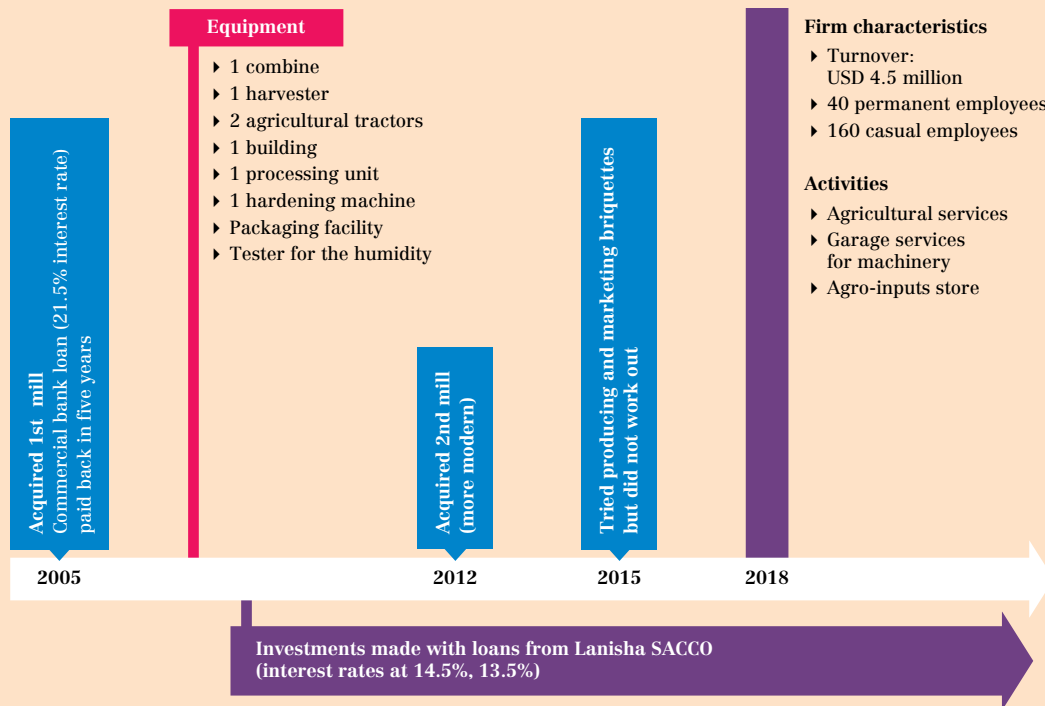 Equipment
1 combine
1 harvester
2 agricultural tractors
1 building
1 processing unit
1 hardening machine
Packaging facility
Tester for the humidity
Firm characteristics
Turnover:
USD 4.5 million
40 permanent employees
160 casual employees
Activities
Agricultural services
Garage services
for machinery
Agro-inputs store
Acquired 1st mill
Commercial bank loan (21.5% interest rate)
paid back in five years
Acquired 2nd mill
(more modern)
Tried producing and marketing briquettes
but did not work out
2005
2012
2015
2018
Investments made with loans from Lanisha SACCO
(interest rates at 14.5%, 13.5%)